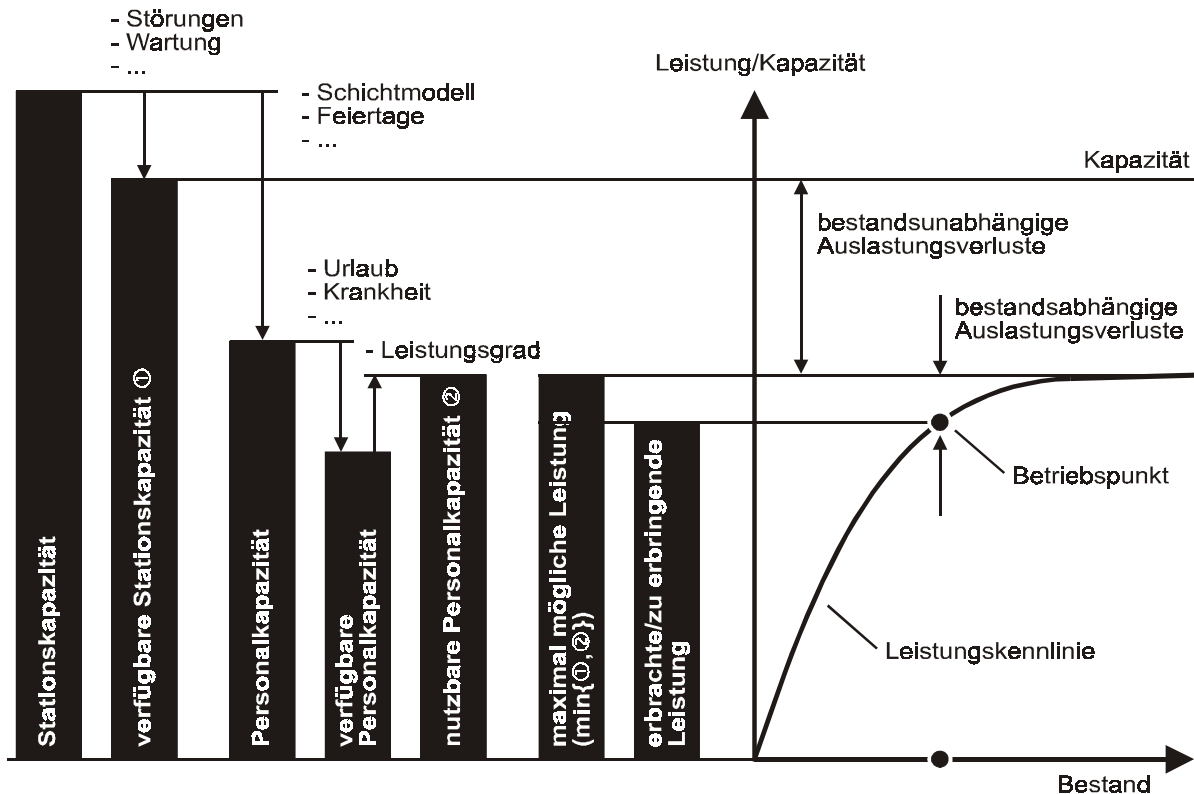 - Störungen
- Wartung
- ...
- Schichtmodell
- Feiertage
- ...
- Urlaub
- Krankheit
- ...
- Leistungsgrad
Stationskapazität
verfügbare Stationskapazität ①
Personalkapazität
verfügbare
Personalkapazität
nutzbare Personalkapazität ②
maximal mögliche Leistung
(min{①,②})
erbrachte/zu erbringende
Leistung
Leistung/Kapazität
Kapazität
bestandsunabhängige
Auslastungsverluste
bestandsabhängige
Auslastungsverluste
Betriebspunkt
Leistungskennlinie
Bestand